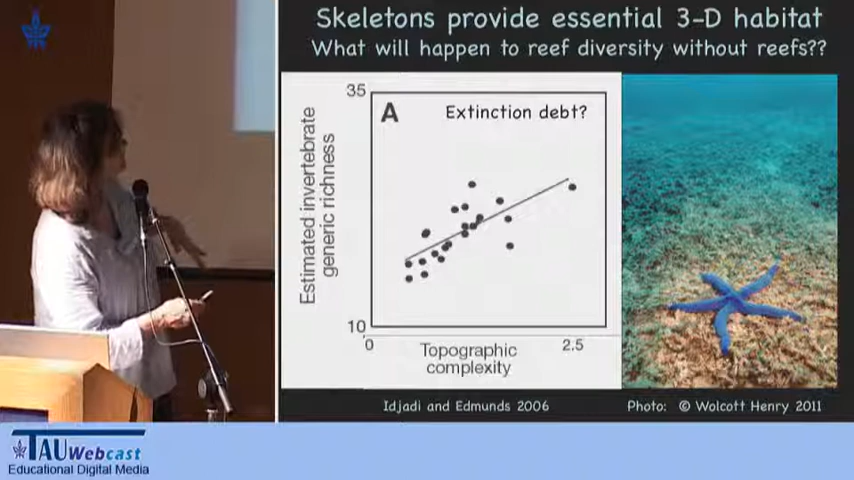 Skeletons provide essential 3-D habitat
What will happen to reef diversity without reefs??
35
A
Extinction debt?
Estimated invertebrate
generic richness
10
0
Topographic
complexity
2.5
Idjadi and Edmunds 2006
Photo: © Wolcott Henry 2011
TAUWebcast
Educational Digital Media